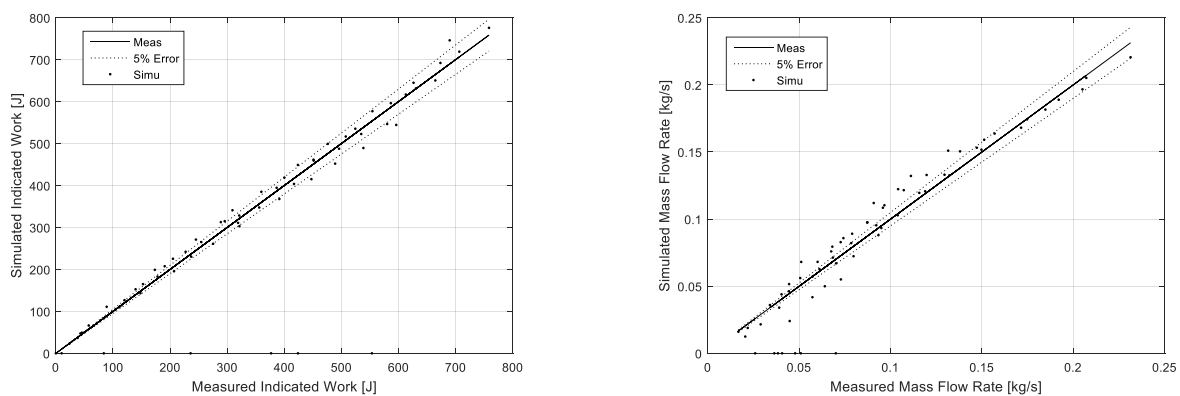 800
700
600
500
400
300
200
100
0
Simulated Indicated Work [J]
Meas
5% Error
Simu
0 100 200 300 400 500 600 700 800
Measured Indicated Work [J]
0.25
0.2
0.15
0.1
0.05
0
Simulated Mass Flow Rate [kg/s]
Meas
5% Error
Simu
0 0.05 0.1 0.15 0.2 0.25
Measured Mass Flow Rate [kg/s]